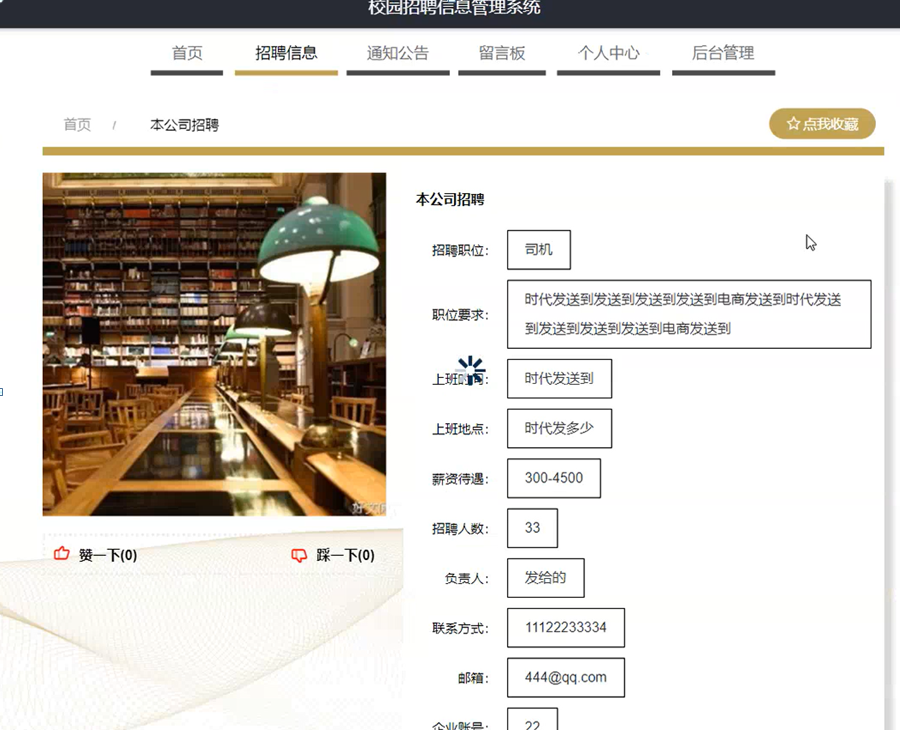 校园招聘信息管理系统
首页 招聘信息 通知公告 留言板 个人中心 后台管理
首页 / 本公司招聘
点我收藏
本公司招聘
招聘职位： 司机
职位要求： 时代发送到发送到发送到发送到电商发送到时代发送
到发送到发送到发送到电商发送到
上班时间： 时代发送到
上班地点： 时代发多少
薪资待遇： 300-4500
招聘人数： 33
负责人： 发给的
联系方式： 11122233334
邮箱： 444@qq.com
企业账号： 22
赞一下(0) 踩一下(0)